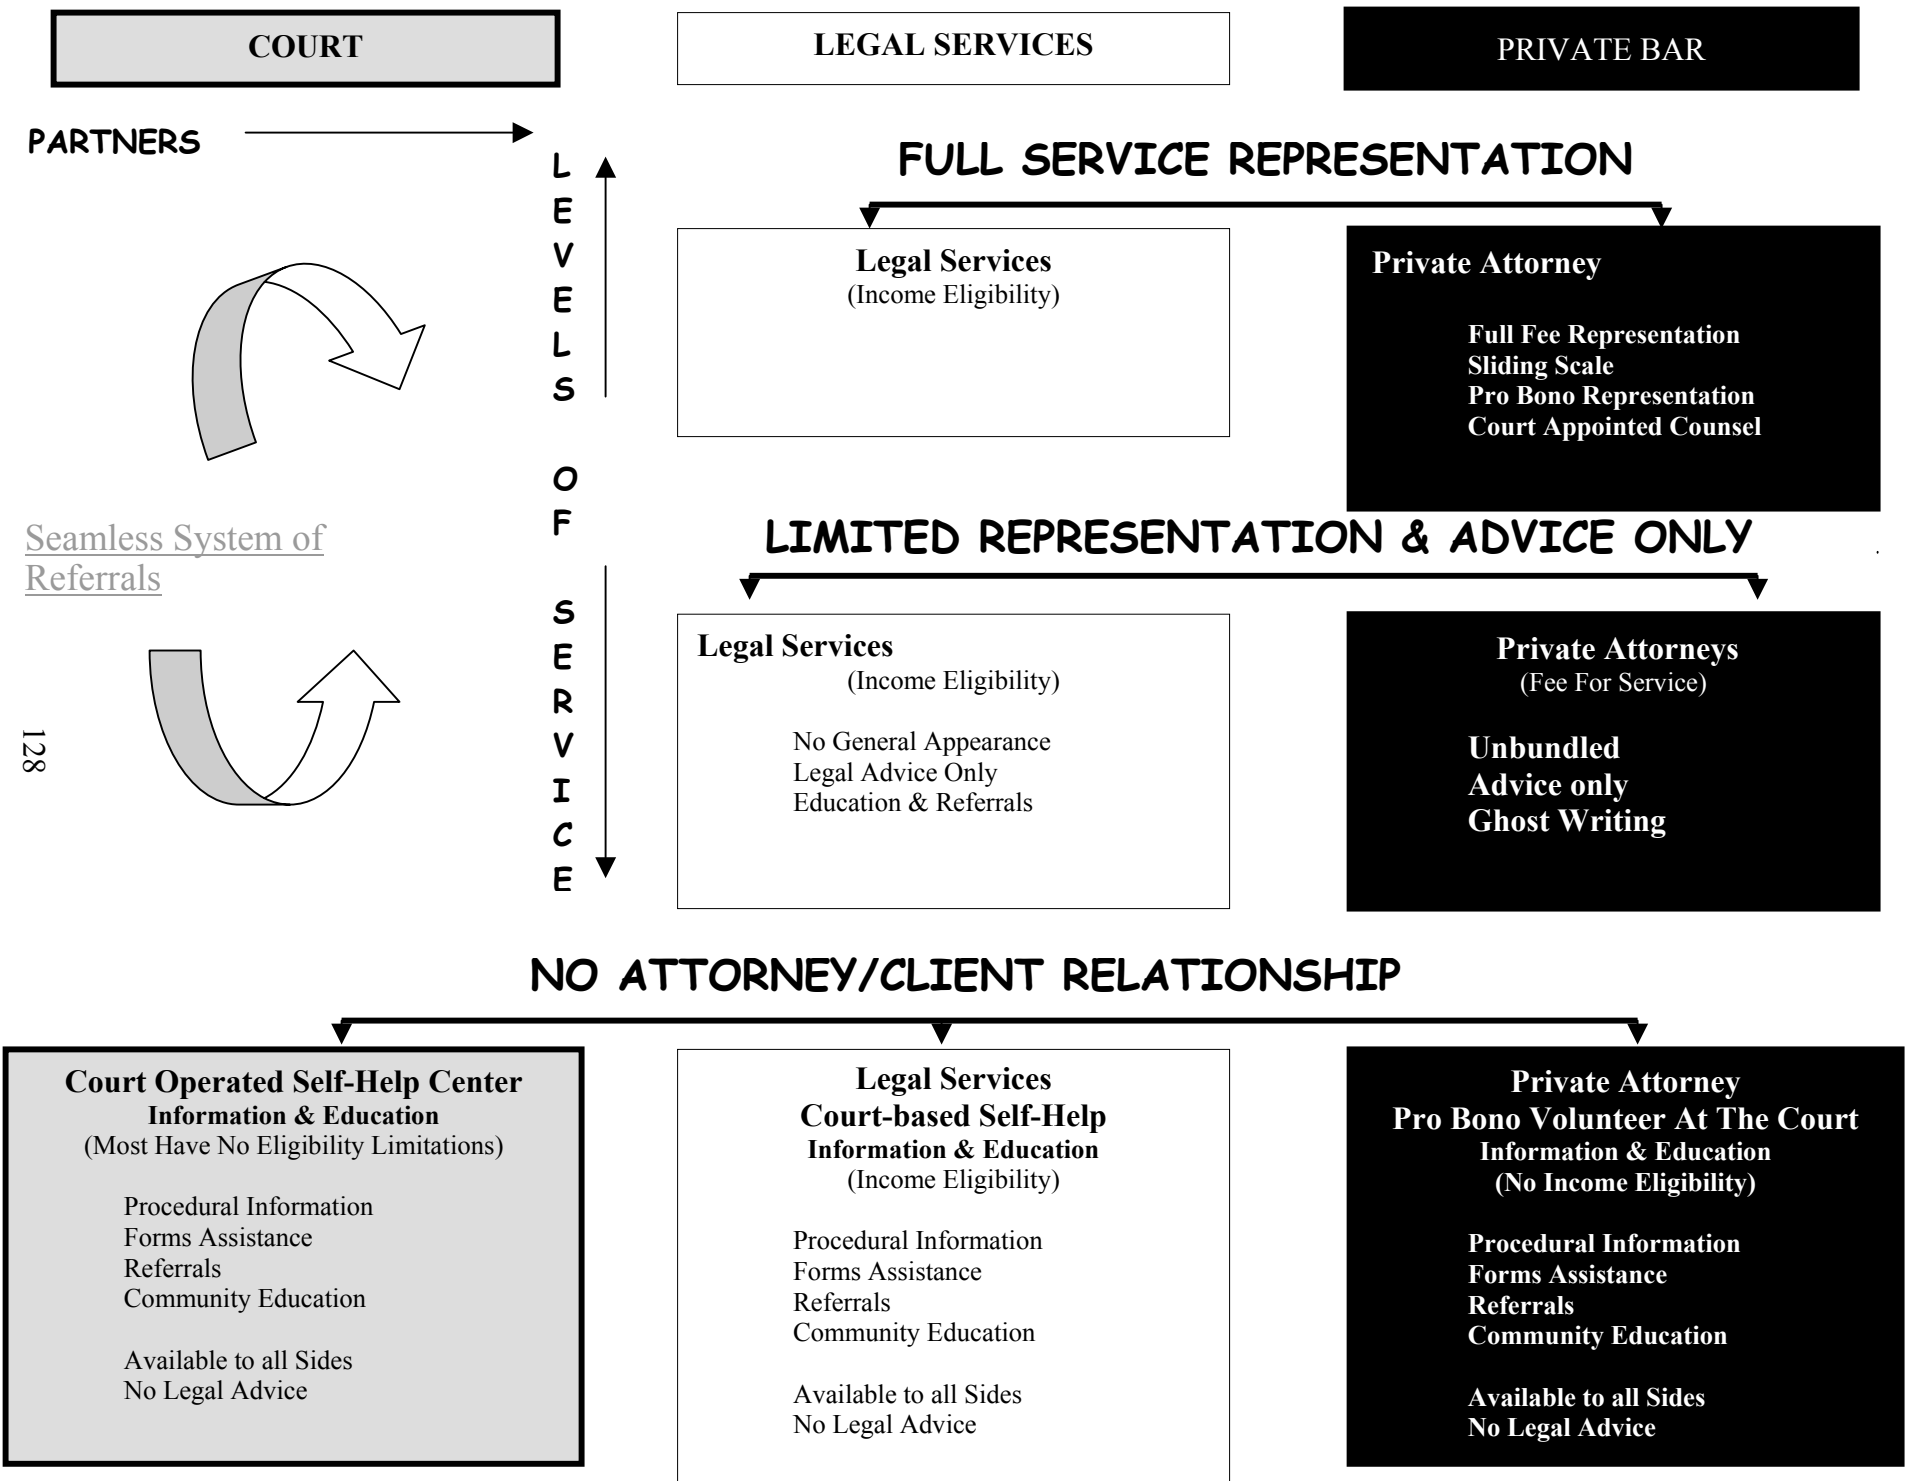 COURT
LEGAL SERVICES
PRIVATE BAR
PARTNERS
LEVELS OF SERVICE
FULL SERVICE REPRESENTATION
Legal Services
(Income Eligibility)
Private Attorney
Full Fee Representation
Sliding Scale
Pro Bono Representation
Court Appointed Counsel
Seamless System of
Referrals
128
LIMITED REPRESENTATION & ADVICE ONLY
Legal Services
(Income Eligibility)
No General Appearance
Legal Advice Only
Education & Referrals
Private Attorneys
(Fee For Service)
Unbundled
Advice only
Ghost Writing
NO ATTORNEY/CLIENT RELATIONSHIP
Court Operated Self-Help Center
Information & Education
(Most Have No Eligibility Limitations)
Procedural Information
Forms Assistance
Referrals
Community Education
Available to all Sides
No Legal Advice
Legal Services
Court-based Self-Help
Information & Education
(Income Eligibility)
Procedural Information
Forms Assistance
Referrals
Community Education
Available to all Sides
No Legal Advice
Private Attorney
Pro Bono Volunteer At The Court
Information & Education
(No Income Eligibility)
Procedural Information
Forms Assistance
Referrals
Community Education
Available to all Sides
No Legal Advice